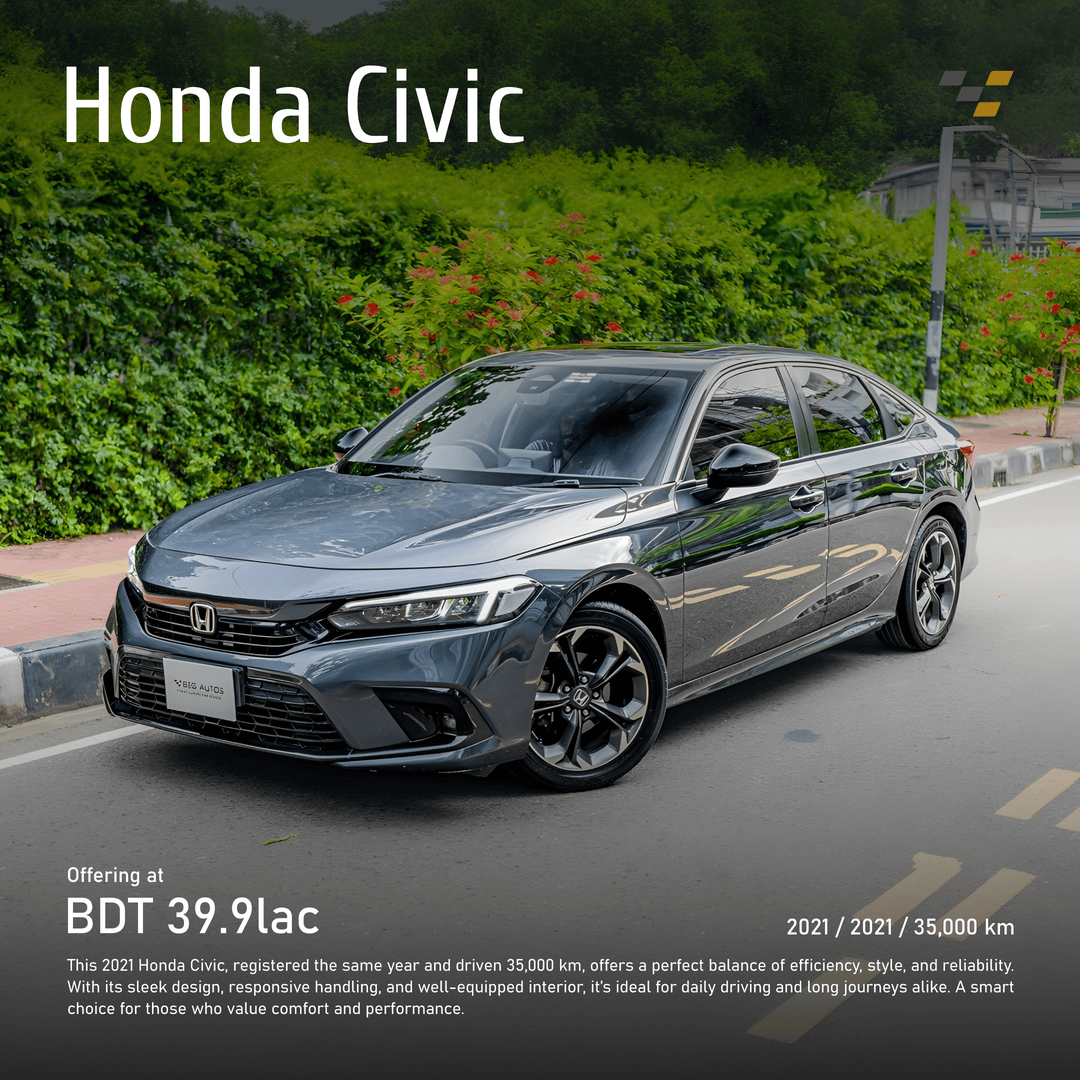 Honda Civic
BEG AUTOS
Offering at
BDT 39.9lac
2021 / 2021 / 35,000 km
This 2021 Honda Civic, registered the same year and driven 35,000 km, offers a perfect balance of efficiency, style, and reliability.
With its sleek design, responsive handling, and well-equipped interior, it's ideal for daily driving and long journeys alike. A smart
choice for those who value comfort and performance.